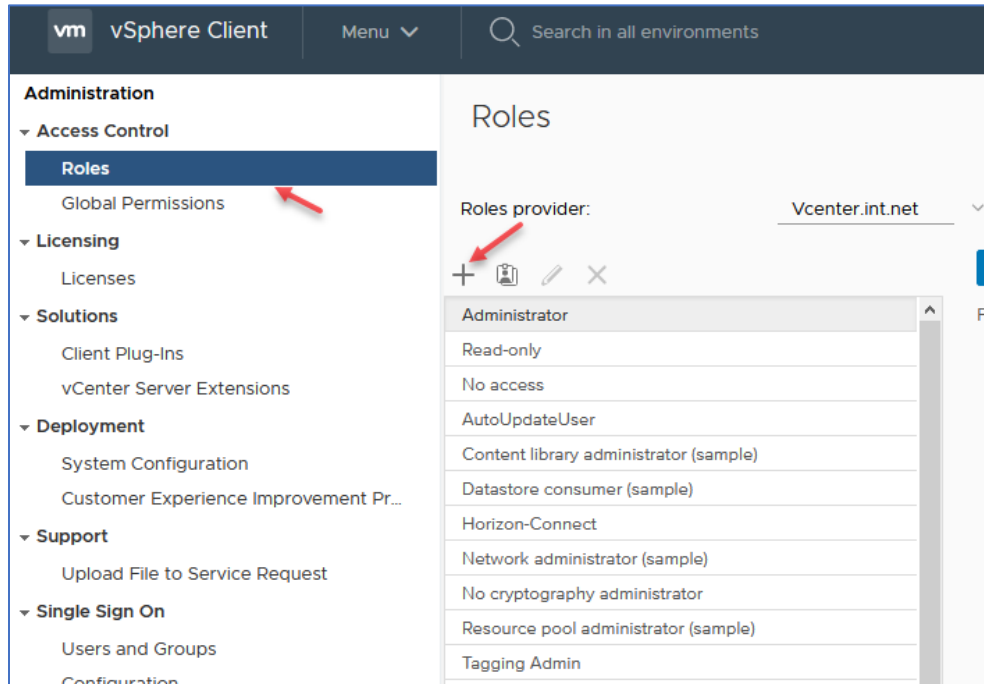 vm vSphere Client Menu Search in all environments
Administration
Access Control
Roles
Global Permissions
Licensing
Licenses
Solutions
Client Plug-Ins
vCenter Server Extensions
Deployment
System Configuration
Customer Experience Improvement Pr...
Support
Upload File to Service Request
Single Sign On
Users and Groups
Configuration
Roles
Roles provider: Vcenter.int.net
Administrator
Read-only
No access
AutoUpdateUser
Content library administrator (sample)
Datastore consumer (sample)
Horizon-Connect
Network administrator (sample)
No cryptography administrator
Resource pool administrator (sample)
Tagging Admin